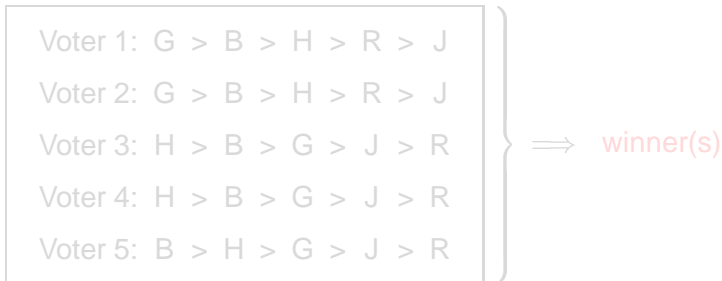 Voter 1: G > B > H > R > J
Voter 2: G > B > H > R > J
Voter 3: H > B > G > J > R
⟹ winner(s)
Voter 4: H > B > G > J > R
Voter 5: B > H > G > J > R